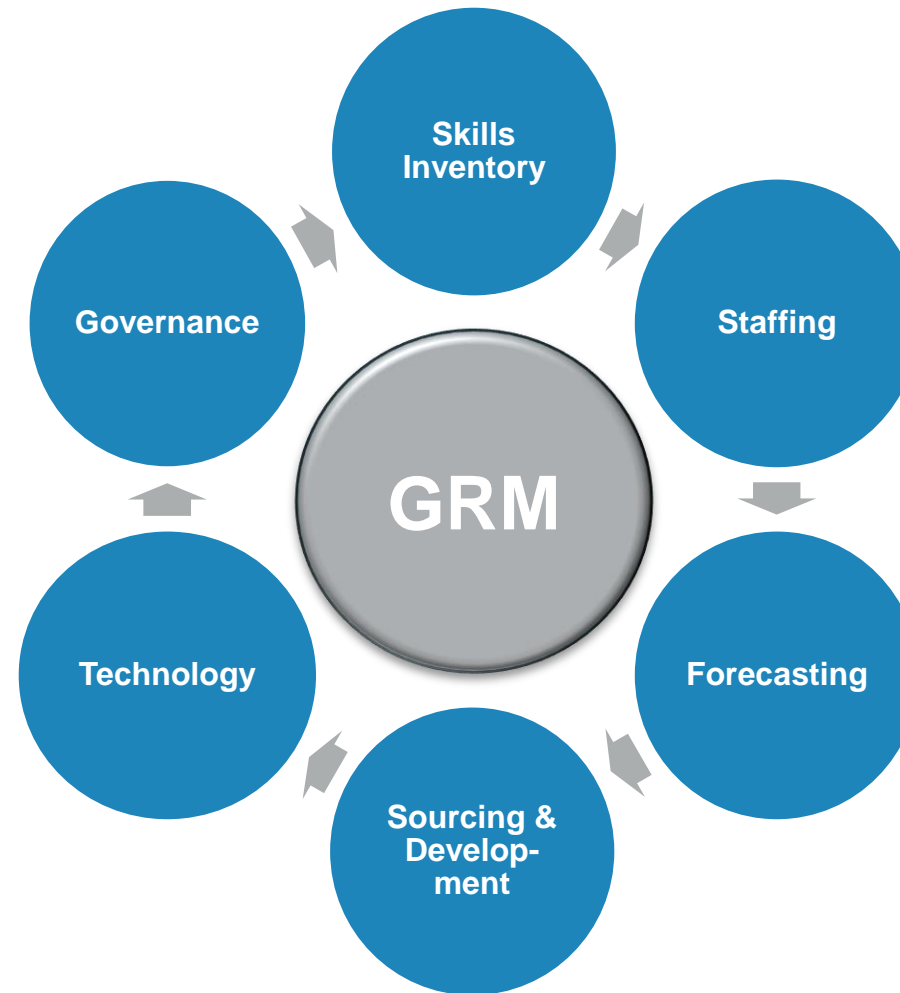 Skills
Inventory
Staffing
Forecasting
Sourcing &
Develop-
ment
Technology
Governance
GRM